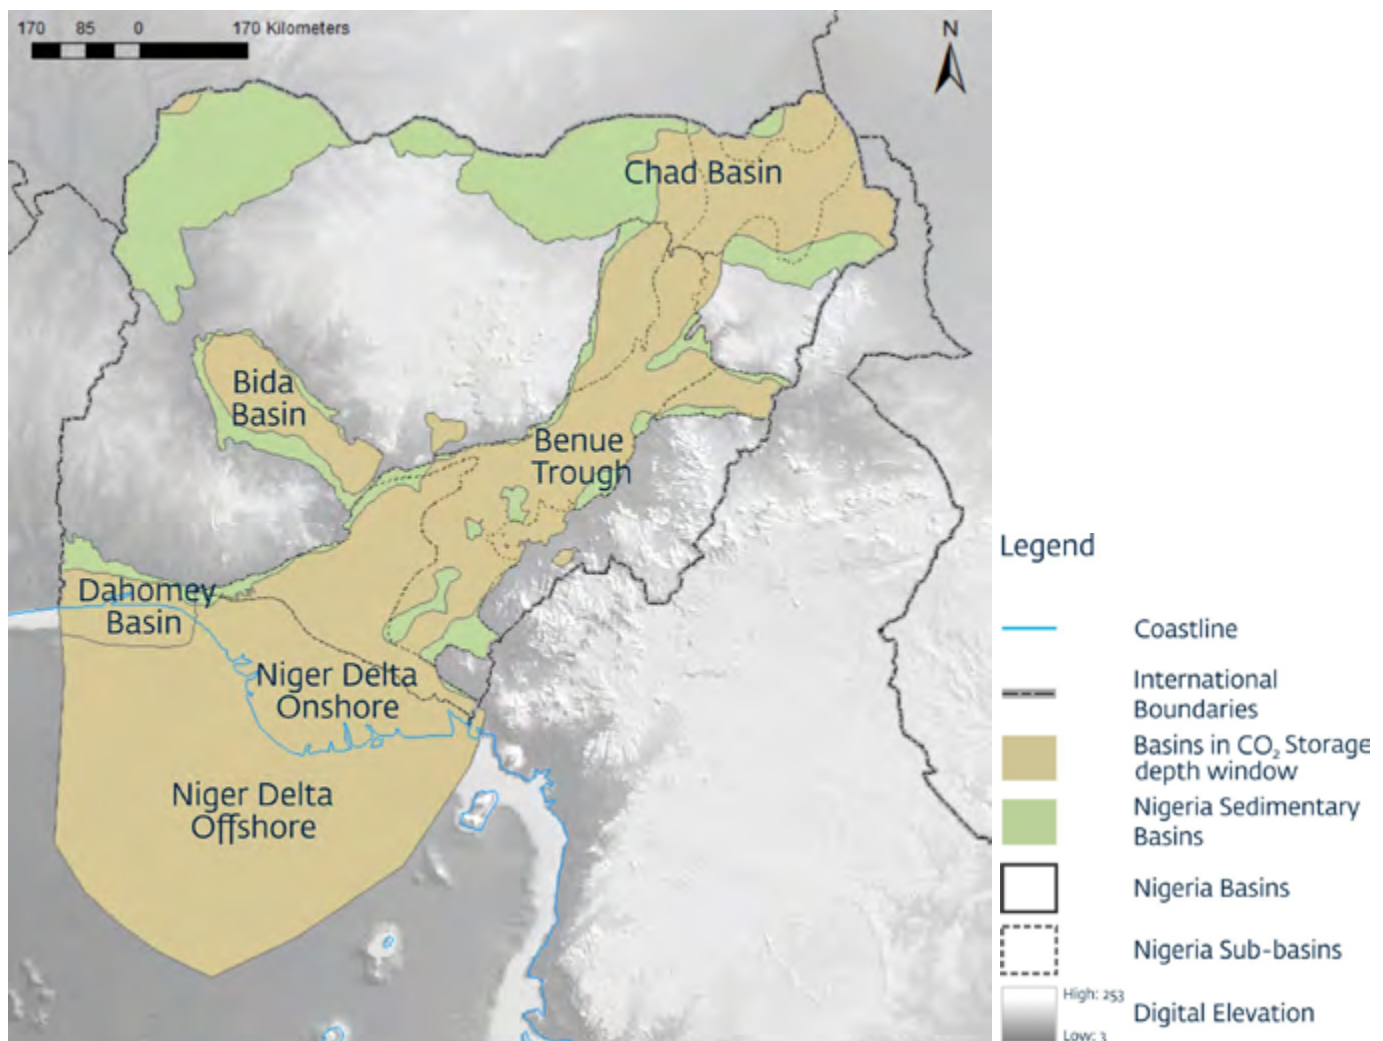 170 85 0 170 Kilometers
N
Chad Basin
Bida
Basin
Benue
Trough
Dahomey
Basin
Niger Delta
Onshore
Niger Delta
Offshore
Legend
Coastline
International
Boundaries
Basins in CO₂ Storage
depth window
Nigeria Sedimentary
Basins
Nigeria Basins
Nigeria Sub-basins
High: 253
Digital Elevation
Low: 3